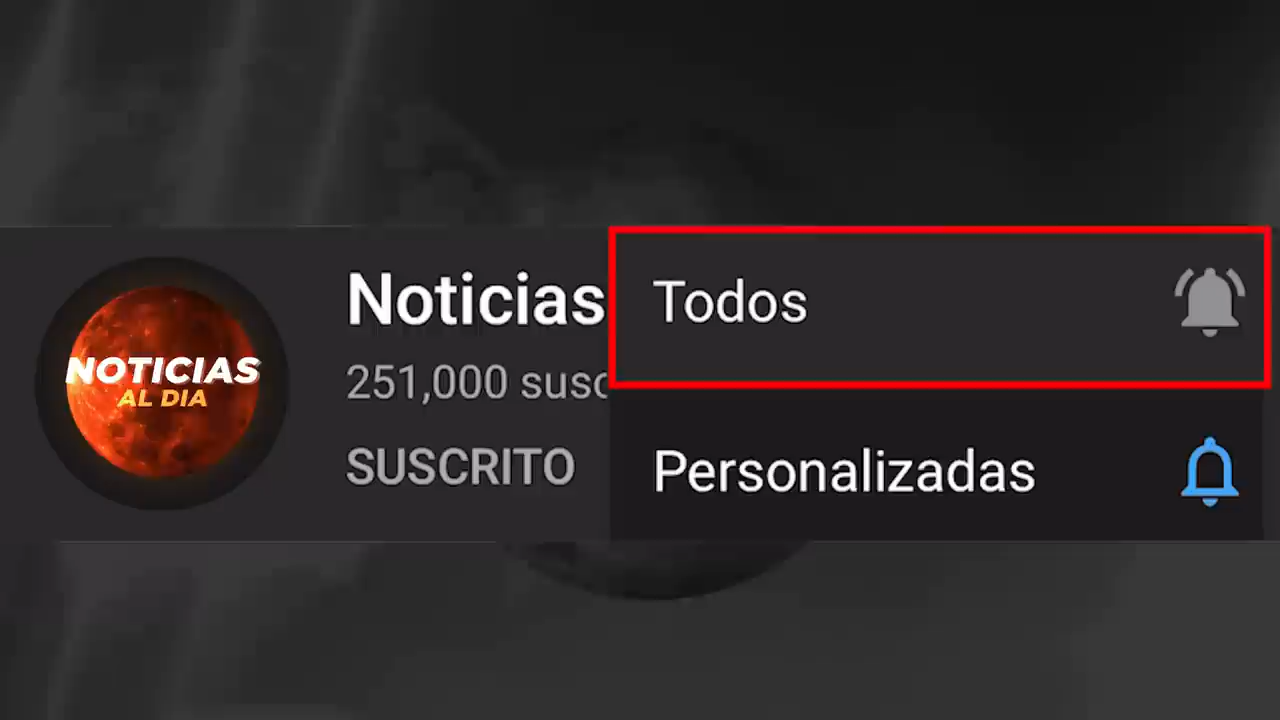 NOTICIAS
AL DIA
Noticias
251,000 susc
SUSCRITO
Todos
Personalizadas